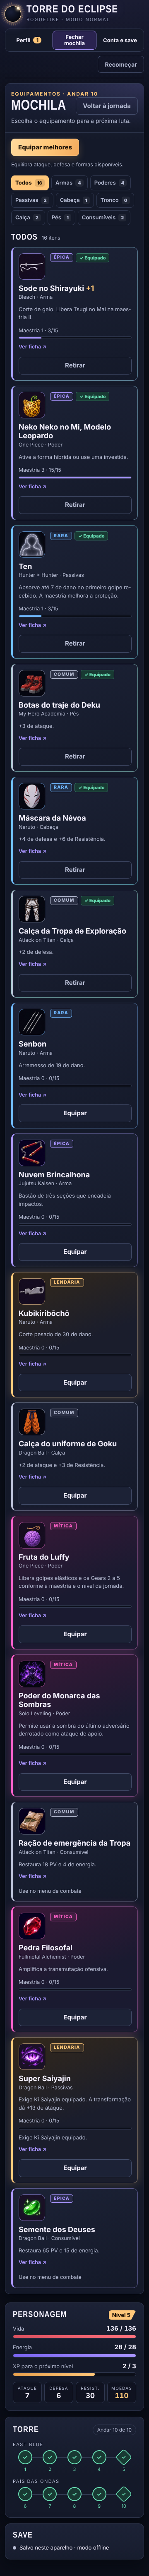 TORRE DO ECLIPSE
ROGUELIKE · MODO NORMAL
Perfil 1
Fechar mochila
Conta e save
Recomeçar
EQUIPAMENTOS · ANDAR 10
MOCHILA
Voltar à jornada
Escolha o equipamento para a próxima luta.
Equipar melhores
Equilibra ataque, defesa e formas disponíveis.
Todos 16
Armas 4
Poderes 4
Passivas 2
Cabeça 1
Tronco 0
Calça 2
Pés 1
Consumíveis 2
TODOS 16 itens
ÉPICA ✓ Equipado
Sode no Shirayuki +1
Bleach · Arma
Corte de gelo. Libera Tsugi no Mai na maes-
tria II.
Maestria 1 · 3/15
Ver ficha ↗
Retirar
ÉPICA ✓ Equipado
Neko Neko no Mi, Modelo
Leopardo
One Piece · Poder
Ative a forma híbrida ou use uma investida.
Maestria 3 · 15/15
Ver ficha ↗
Retirar
RARA ✓ Equipado
Ten
Hunter × Hunter · Passivas
Absorve até 7 de dano no primeiro golpe re-
cebido. A maestria melhora a proteção.
Maestria 1 · 3/15
Ver ficha ↗
Retirar
COMUM ✓ Equipado
Botas do traje do Deku
My Hero Academia · Pés
+3 de ataque.
Ver ficha ↗
Retirar
RARA ✓ Equipado
Máscara da Névoa
Naruto · Cabeça
+4 de defesa e +6 de Resistência.
Ver ficha ↗
Retirar
COMUM ✓ Equipado
Calça da Tropa de Exploração
Attack on Titan · Calça
+2 de defesa.
Ver ficha ↗
Retirar
RARA
Senbon
Naruto · Arma
Arremesso de 19 de dano.
Maestria 0 · 0/15
Ver ficha ↗
Equipar
ÉPICA
Nuvem Brincalhona
Jujutsu Kaisen · Arma
Bastão de três seções que encadeia
impactos.
Maestria 0 · 0/15
Ver ficha ↗
Equipar
LENDÁRIA
Kubikiribōchō
Naruto · Arma
Corte pesado de 30 de dano.
Maestria 0 · 0/15
Ver ficha ↗
Equipar
COMUM
Calça do uniforme de Goku
Dragon Ball · Calça
+2 de ataque e +3 de Resistência.
Ver ficha ↗
Equipar
MÍTICA
Fruta do Luffy
One Piece · Poder
Libera golpes elásticos e os Gears 2 a 5
conforme a maestria e o nível da jornada.
Maestria 0 · 0/15
Ver ficha ↗
Equipar
MÍTICA
Poder do Monarca das
Sombras
Solo Leveling · Poder
Permite usar a sombra do último adversário
derrotado como ataque de apoio.
Maestria 0 · 0/15
Ver ficha ↗
Equipar
COMUM
Ração de emergência da Tropa
Attack on Titan · Consumível
Restaura 18 PV e 4 de energia.
Ver ficha ↗
Use no menu de combate
MÍTICA
Pedra Filosofal
Fullmetal Alchemist · Poder
Amplifica a transmutação ofensiva.
Maestria 0 · 0/15
Ver ficha ↗
Equipar
LENDÁRIA
Super Saiyajin
Dragon Ball · Passivas
Exige Ki Saiyajin equipado. A transformação
dá +13 de ataque.
Maestria 0 · 0/15
Exige Ki Saiyajin equipado.
Ver ficha ↗
Equipar
ÉPICA
Semente dos Deuses
Dragon Ball · Consumível
Restaura 65 PV e 15 de energia.
Ver ficha ↗
Use no menu de combate
PERSONAGEM Nível 5
Vida 136 / 136
Energia 28 / 28
XP para o próximo nível 2 / 3
ATAQUE 7
DEFESA 6
RESIST. 30
MOEDAS 110
TORRE Andar 10 de 10
EAST BLUE
1 2 3 4 5
PAÍS DAS ONDAS
6 7 8 9 10
SAVE
Salvo neste aparelho · modo offline